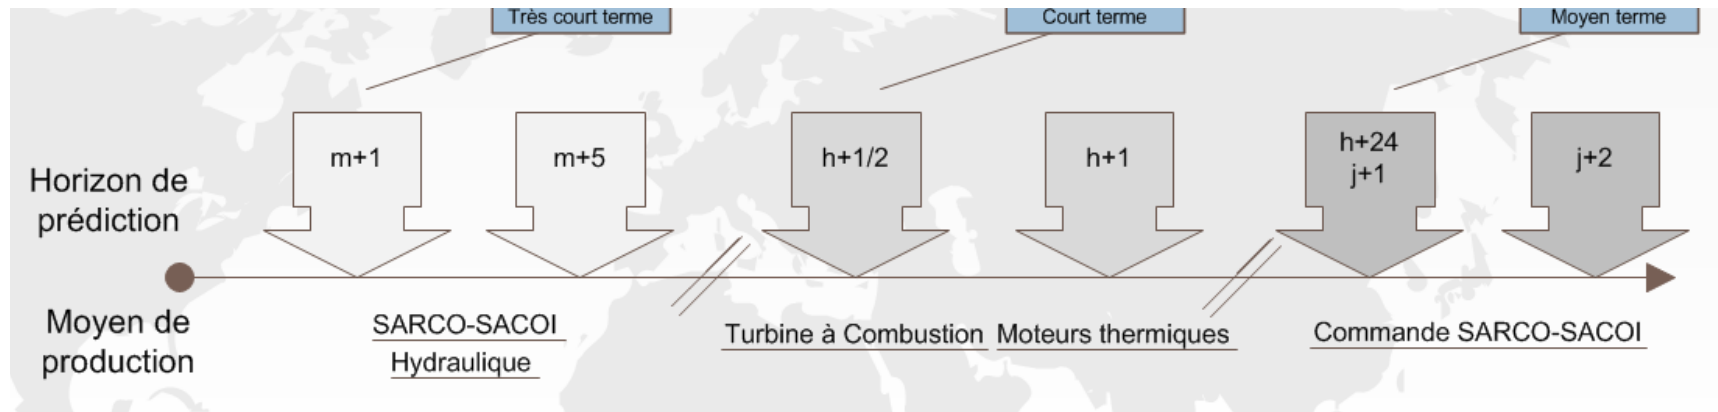 Très court terme
Court terme
Moyen terme
m+1
m+5
h+1/2
h+1
h+24
j+1
j+2
Horizon de
prédiction
Moyen de
production
SARCO-SACOI
Hydraulique
Turbine à Combustion
Moteurs thermiques
Commande SARCO-SACOI